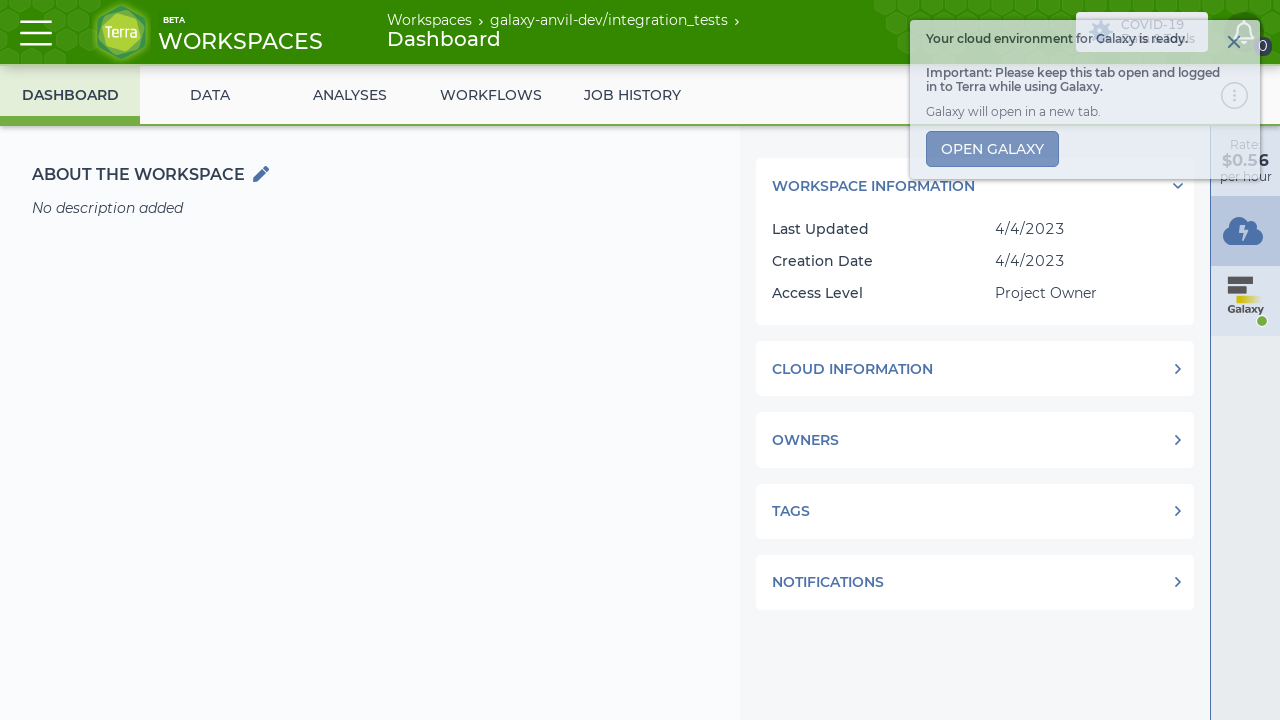 Terra
BETA
WORKSPACES
Workspaces › galaxy-anvil-dev/integration_tests ›
Dashboard
COVID-19
0
Your cloud environment for Galaxy is ready.
Important: Please keep this tab open and logged
in to Terra while using Galaxy.
Galaxy will open in a new tab.
OPEN GALAXY
DASHBOARD
DATA
ANALYSES
WORKFLOWS
JOB HISTORY
Rate:
$0.56
per hour
Galaxy
ABOUT THE WORKSPACE
No description added
WORKSPACE INFORMATION
Last Updated 4/4/2023
Creation Date 4/4/2023
Access Level Project Owner
CLOUD INFORMATION
OWNERS
TAGS
NOTIFICATIONS